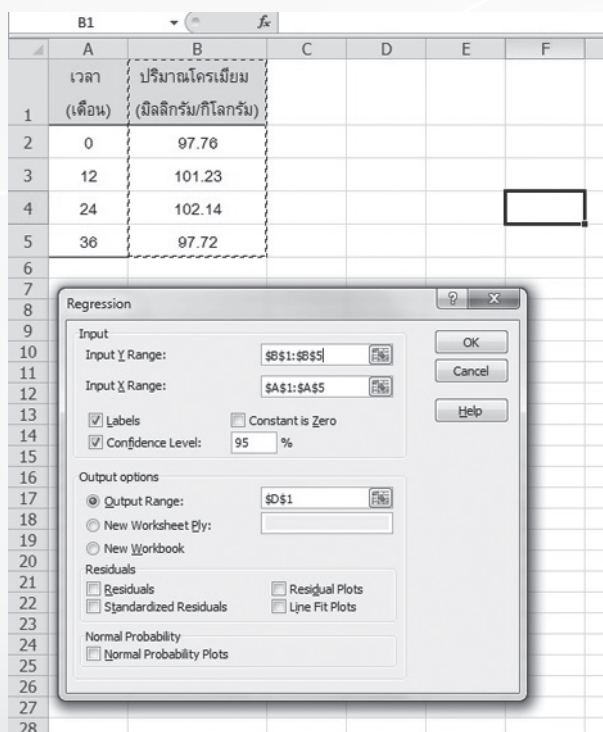 B1 fx
A B C D E F
1 เวลา (เดือน) ปริมาณโครเมียม (มิลลิกรัม/กิโลกรัม)
2 0 97.76
3 12 101.23
4 24 102.14
5 36 97.72
6
7
8
9
10
11
12
13
14
15
16
17
18
19
20
21
22
23
24
25
26
27
28
Regression
? X
Input
Input Y Range: $B$1:$B$5
Input X Range: $A$1:$A$5
Labels Constant is Zero
Confidence Level: 95 %
OK
Cancel
Help
Output options
Output Range: $D$1
New Worksheet Ply:
New Workbook
Residuals
Residuals Residual Plots
Standardized Residuals Line Fit Plots
Normal Probability
Normal Probability Plots